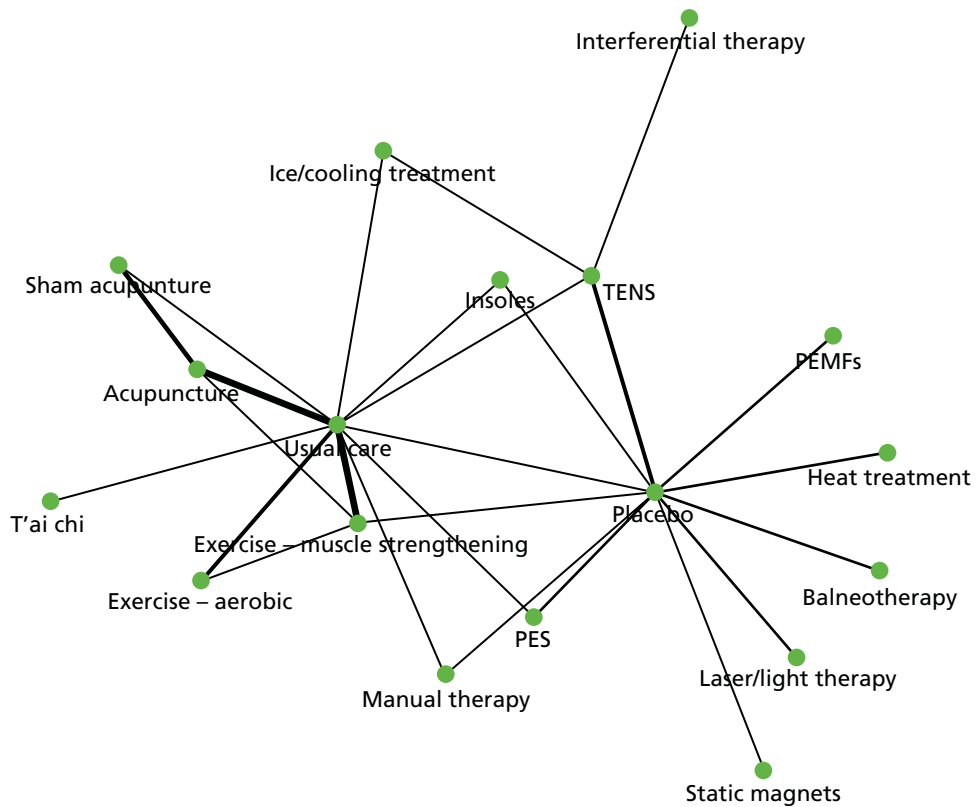 Interferential therapy
Ice/cooling treatment
Sham acupunture
Insoles
TENS
PEMFs
Acupuncture
Usual care
Heat treatment
T'ai chi
Placebo
Exercise – muscle strengthening
Exercise – aerobic
Balneotherapy
PES
Laser/light therapy
Manual therapy
Static magnets